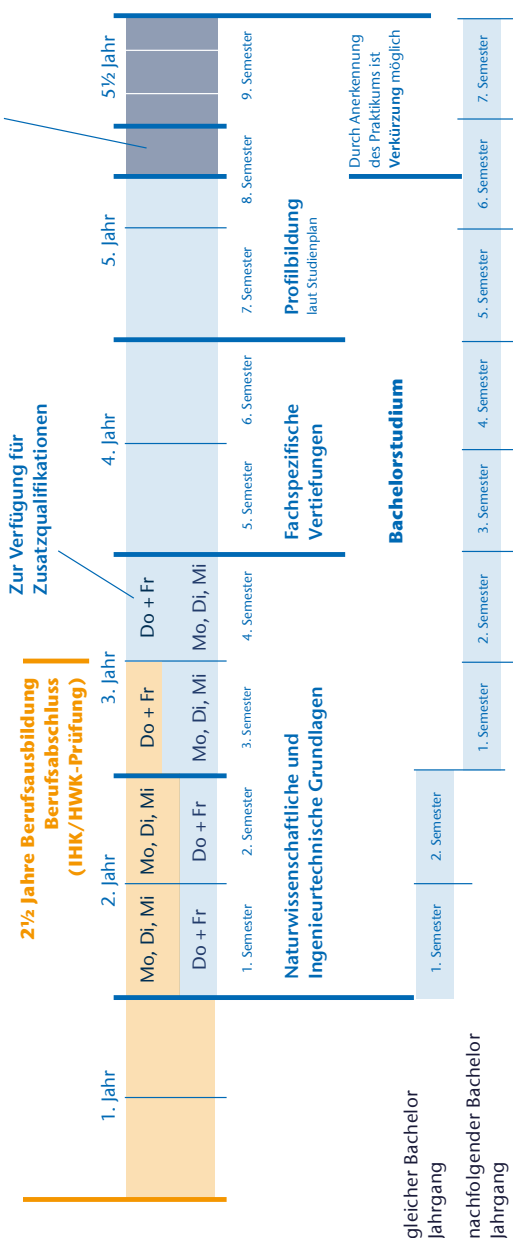 2½ Jahre Berufsausbildung
Berufsabschluss
(IHK/HWK-Prüfung)
Zur Verfügung für
Zusatzqualifikationen
1. Jahr
2. Jahr
3. Jahr
4. Jahr
5. Jahr
5½ Jahr
Mo, Di, Mi
Mo, Di, Mi
Do + Fr
Do + Fr
Do + Fr
Do + Fr
Mo, Di, Mi
Mo, Di, Mi
1. Semester
2. Semester
3. Semester
4. Semester
5. Semester
6. Semester
7. Semester
8. Semester
9. Semester
Naturwissenschaftliche und
Ingenieurtechnische Grundlagen
Fachspezifische
Vertiefungen
Profilbildung
laut Studienplan
Bachelorstudium
Durch Anerkennung
des Praktikums ist
Verkürzung möglich
gleicher Bachelor
Jahrgang
1. Semester
2. Semester
nachfolgender Bachelor
Jahrgang
1. Semester
2. Semester
3. Semester
4. Semester
5. Semester
6. Semester
7. Semester